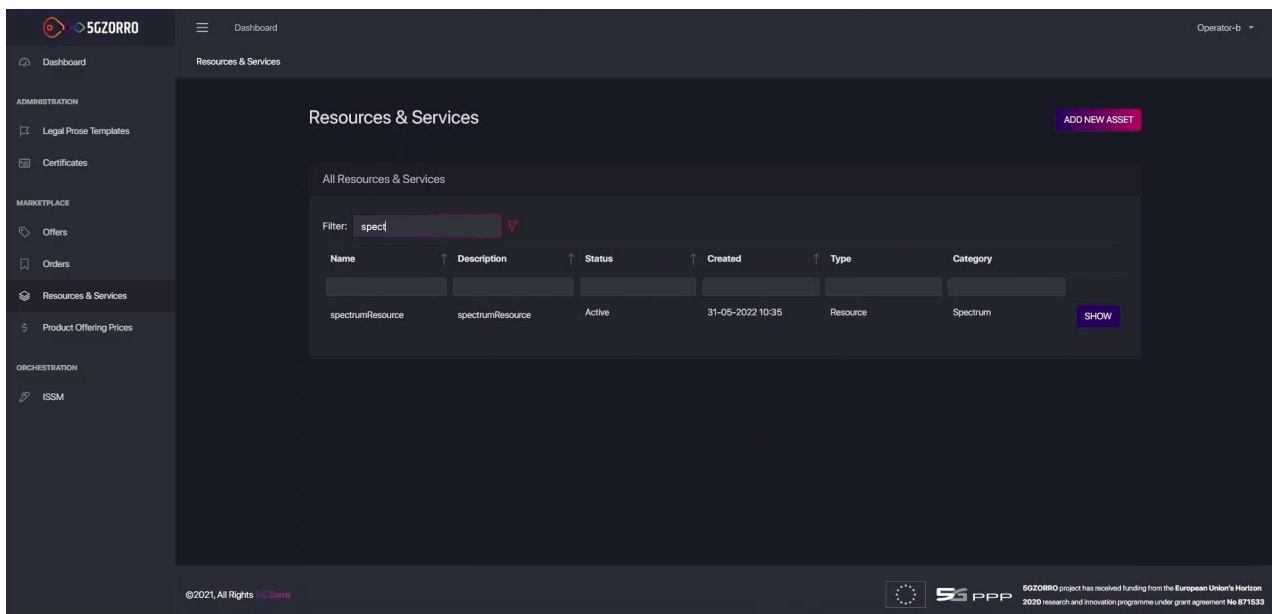 5GZORRO
Dashboard
Operator-b
Dashboard
Resources & Services
ADMINISTRATION
Legal Prose Templates
Certificates
MARKETPLACE
Offers
Orders
Resources & Services
Product Offering Prices
ORCHESTRATION
ISSM
Resources & Services
ADD NEW ASSET
All Resources & Services
Filter: spect
Name Description Status Created Type Category
spectrumResource spectrumResource Active 31-05-2022 10:35 Resource Spectrum SHOW
©2021, All Rights 5GZorro
5G PPP
5GZORRO project has received funding from the European Union's Horizon
2020 research and innovation programme under grant agreement No 871533